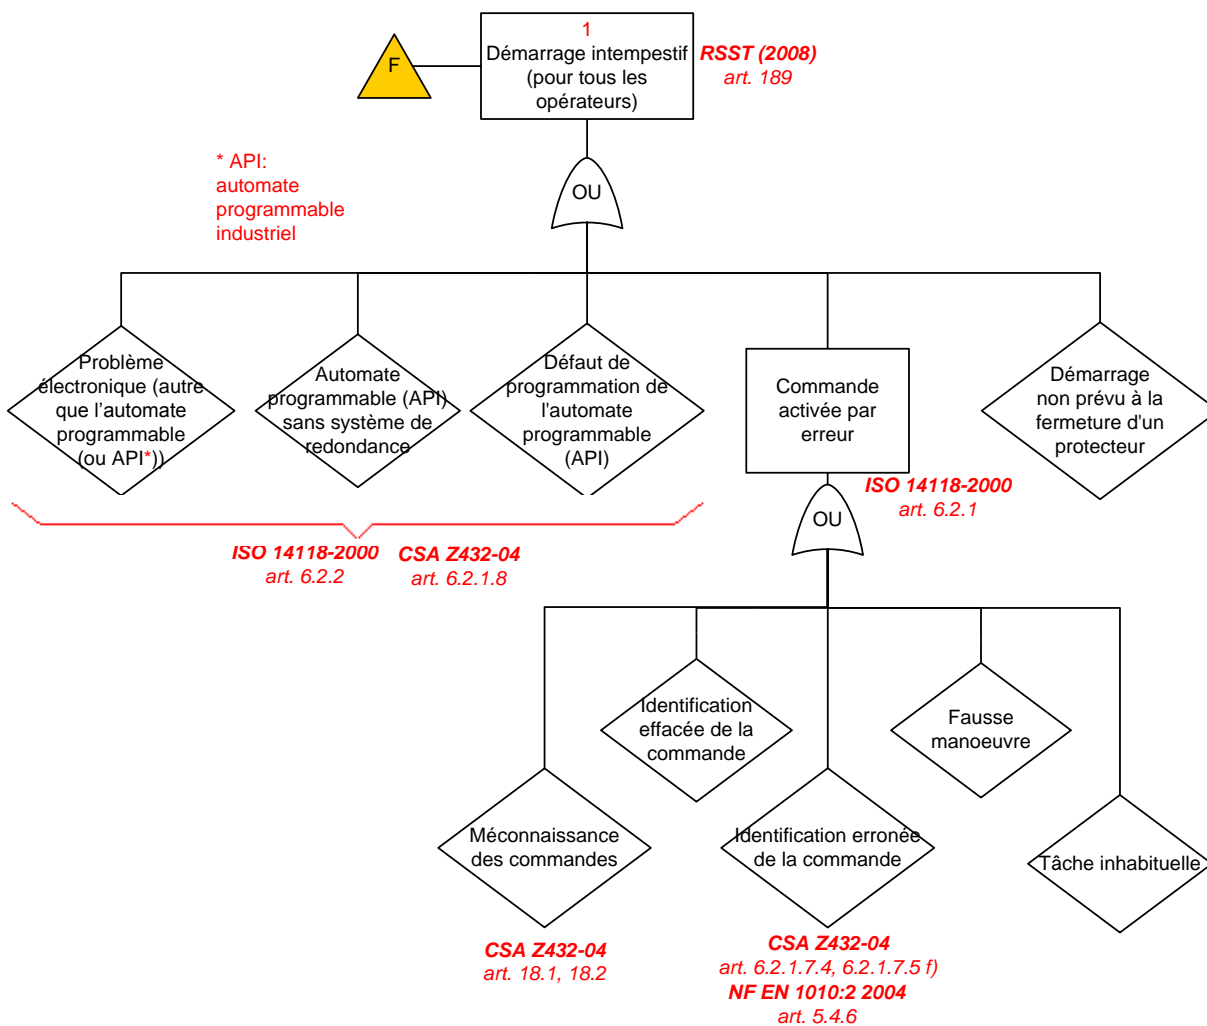 F
1
Démarrage intempestif
(pour tous les
opérateurs)
RSST (2008)
art. 189
* API:
automate
programmable
industriel
OU
Problème
électronique (autre
que l’automate
programmable
(ou API*))
Automate
programmable (API)
sans système de
redondance
Défaut de
programmation de
l'automate
programmable
(API)
Commande
activée par
erreur
Démarrage
non prévu à la
fermeture d'un
protecteur
ISO 14118-2000
art. 6.2.1
ISO 14118-2000
art. 6.2.2
CSA Z432-04
art. 6.2.1.8
OU
Identification
effacée de la
commande
Fausse
manoeuvre
Méconnaissance
des commandes
Identification erronée
de la commande
Tâche inhabituelle
CSA Z432-04
art. 18.1, 18.2
CSA Z432-04
art. 6.2.1.7.4, 6.2.1.7.5 f)
NF EN 1010:2 2004
art. 5.4.6